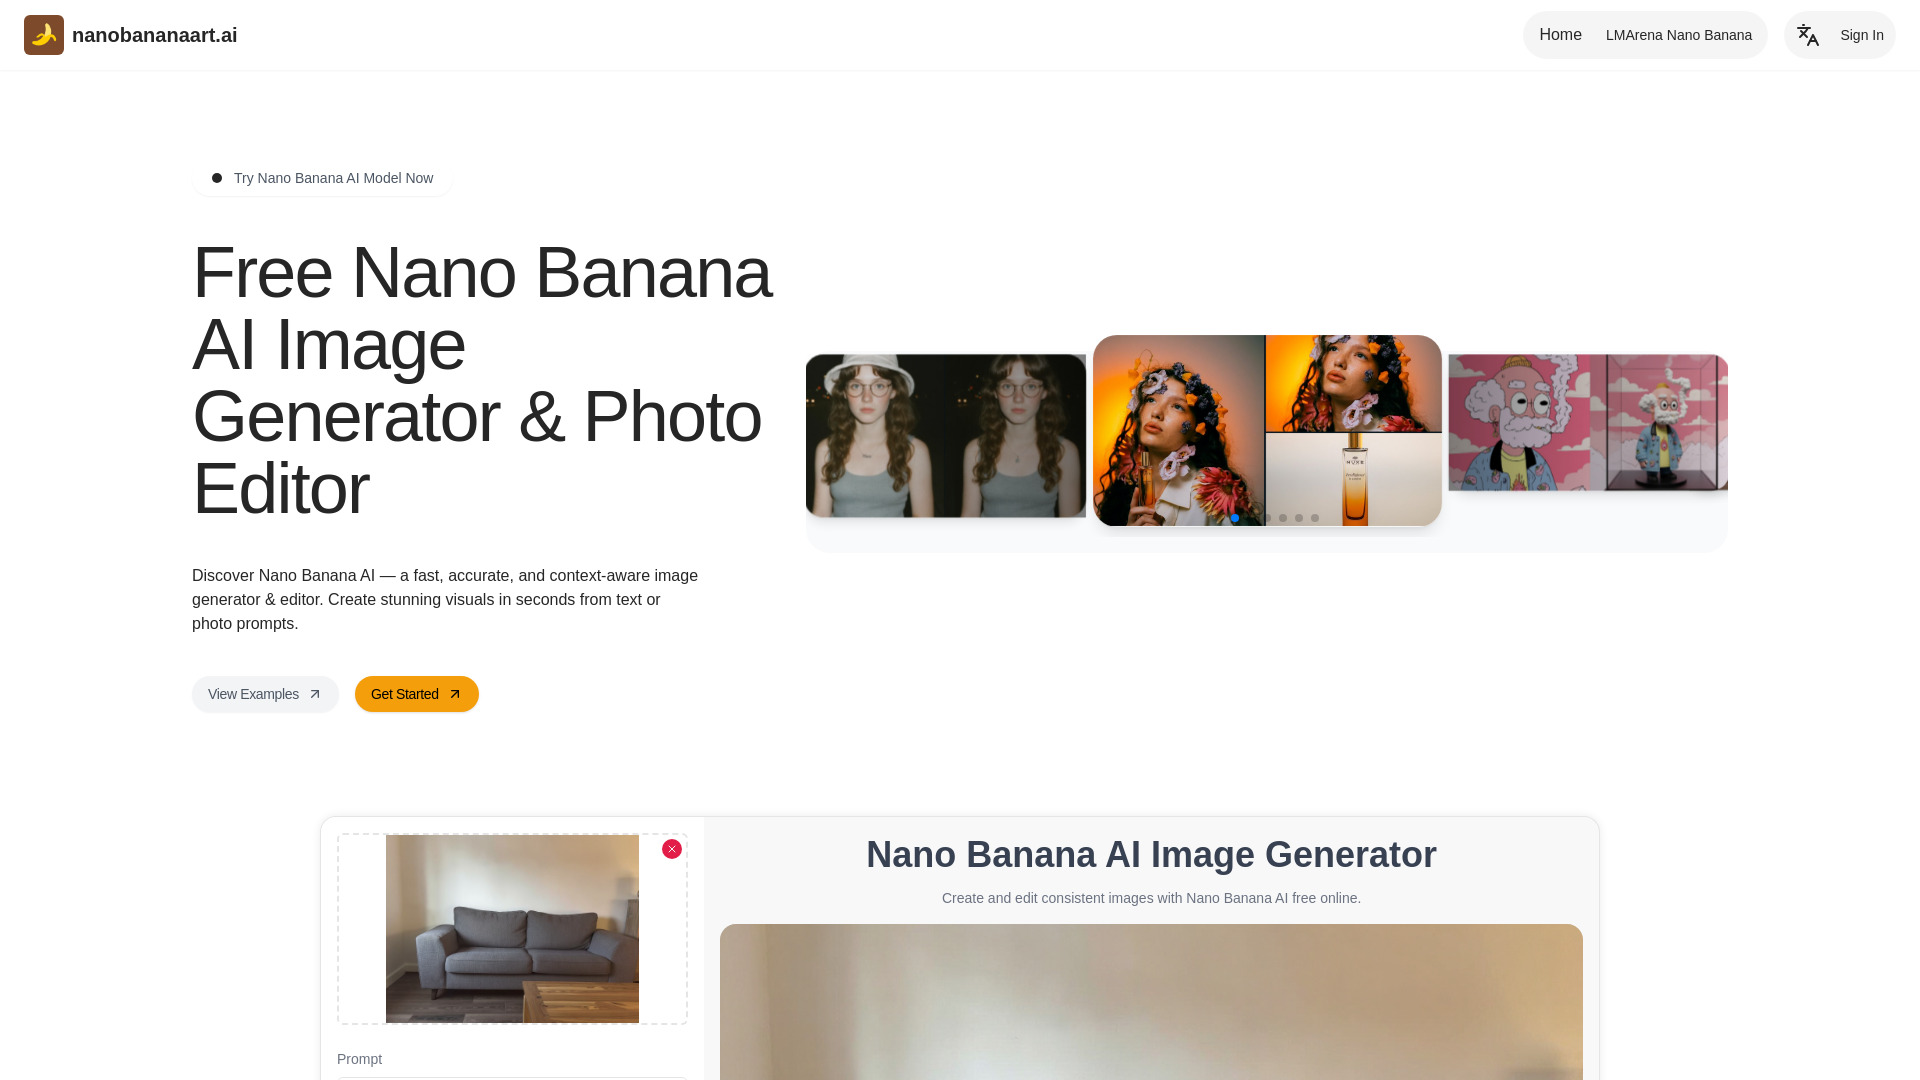 nanobananaart.ai
Home
LMArena Nano Banana
Sign In
Try Nano Banana AI Model Now
Free Nano Banana
AI Image
Generator & Photo
Editor
Discover Nano Banana AI — a fast, accurate, and context-aware image
generator & editor. Create stunning visuals in seconds from text or
photo prompts.
View Examples
Get Started
NUXE
Nano Banana AI Image Generator
Create and edit consistent images with Nano Banana AI free online.
Prompt